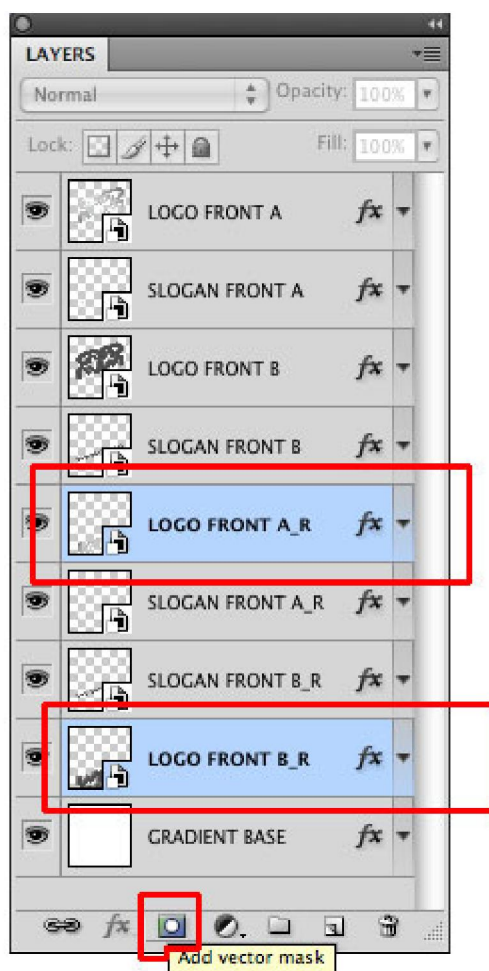 LAYERS
Normal Opacity: 100%
Lock: Fill: 100%
LOGO FRONT A fx
SLOGAN FRONT A fx
LOGO FRONT B fx
SLOGAN FRONT B fx
LOGO FRONT A_R fx
SLOGAN FRONT A_R fx
SLOGAN FRONT B_R fx
LOGO FRONT B_R fx
GRADIENT BASE fx
fx
Add vector mask